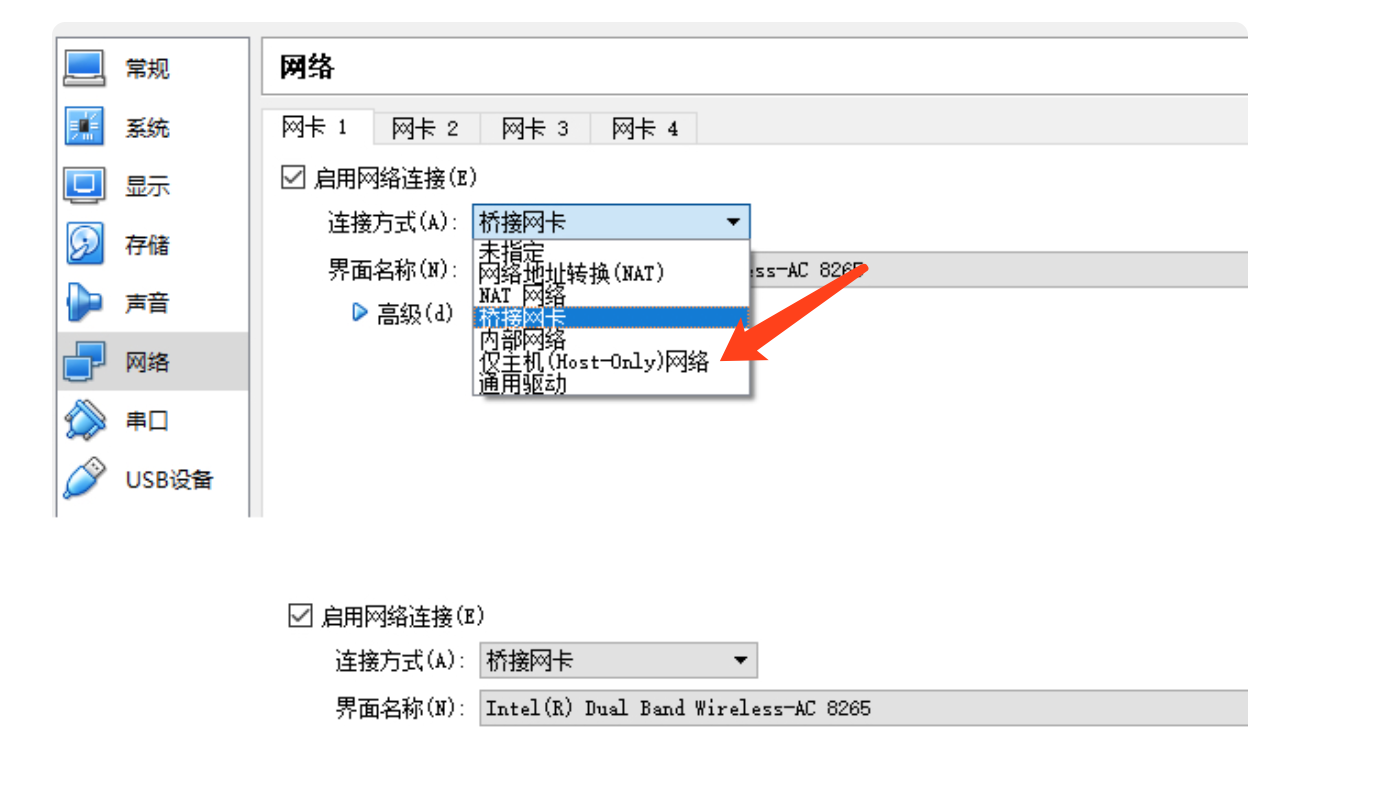 常规
系统
显示
存储
声音
网络
串口
USB设备
网络
网卡 1 网卡 2 网卡 3 网卡 4
启用网络连接(E)
连接方式(A): 桥接网卡
界面名称(N): ss-AC 8265
高级(d)
未指定
网络地址转换(NAT)
NAT 网络
桥接网卡
内部网络
仅主机(Host-Only)网络
通用驱动
启用网络连接(E)
连接方式(A): 桥接网卡
界面名称(N): Intel(R) Dual Band Wireless-AC 8265